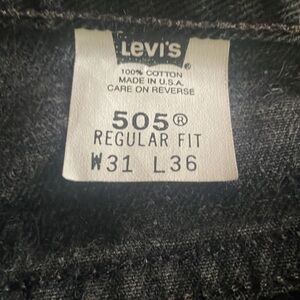 LEVI'S®
100% COTTON
MADE IN U.S.A.
CARE ON REVERSE
505®
REGULAR FIT
W31 L36